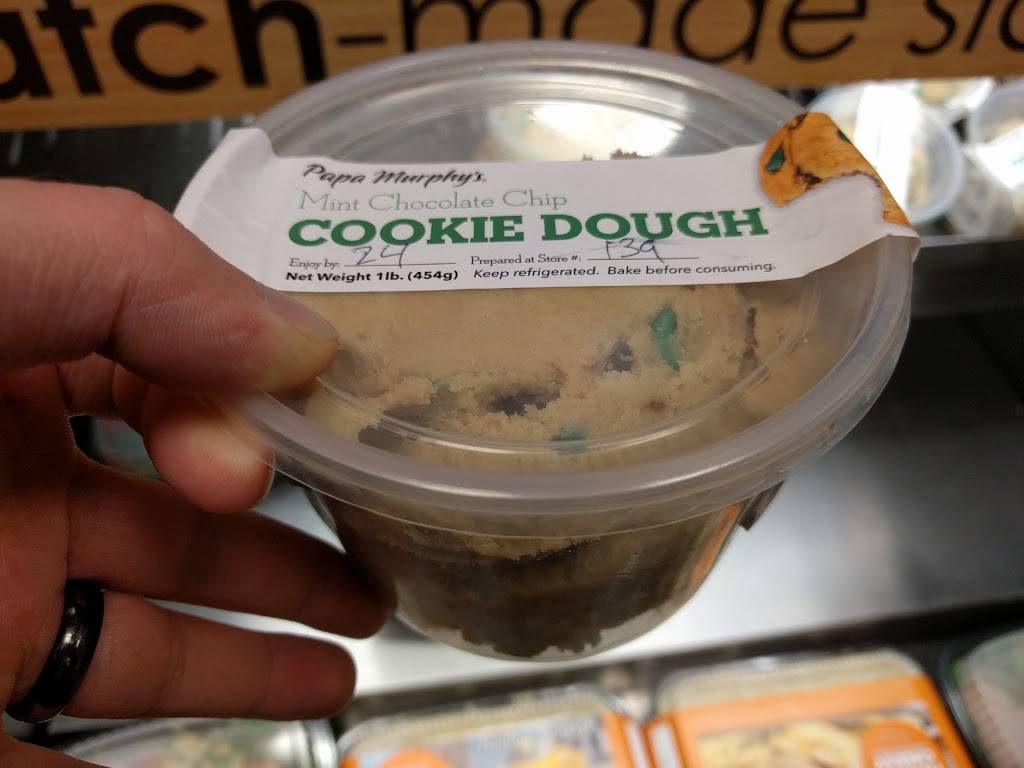 atch-made
Papa Murphy's.
Mint Chocolate Chip
COOKIE DOUGH
Enjoy by: 24 Prepared at Store #: 139
Net Weight 1lb. (454g) Keep refrigerated. Bake before consuming.